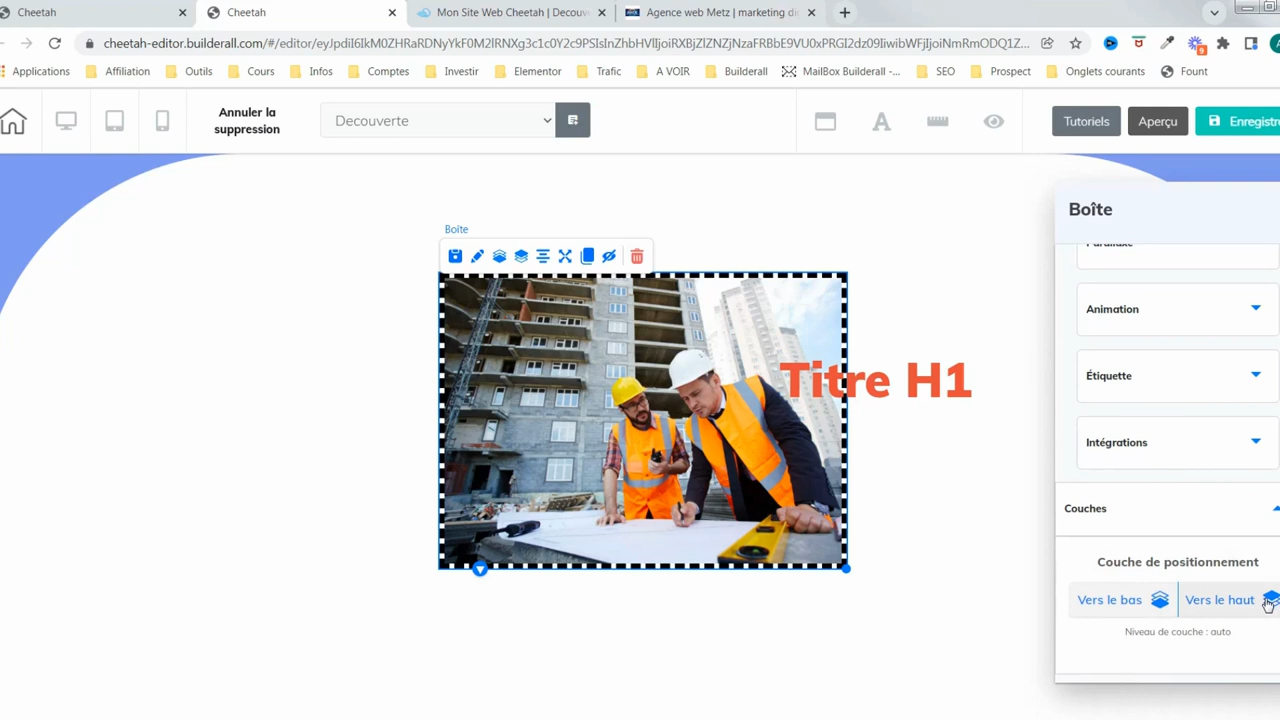 Cheetah
Cheetah
Mon Site Web Cheetah | Decouv
Agence web Metz | marketing di
cheetah-editor.builderall.com/#/editor/
Applications
Affiliation
Outils
Cours
Infos
Comptes
Investir
Elementor
Trafic
A VOIR
Builderall
MailBox Builderall -...
SEO
Prospect
Onglets courants
Fount
Annuler la
suppression
Decouverte
Tutoriels
Aperçu
Enregistre
Boîte
Titre H1
Boîte
Parallaxe
Animation
Étiquette
Intégrations
Couches
Couche de positionnement
Vers le bas
Vers le haut
Niveau de couche : auto